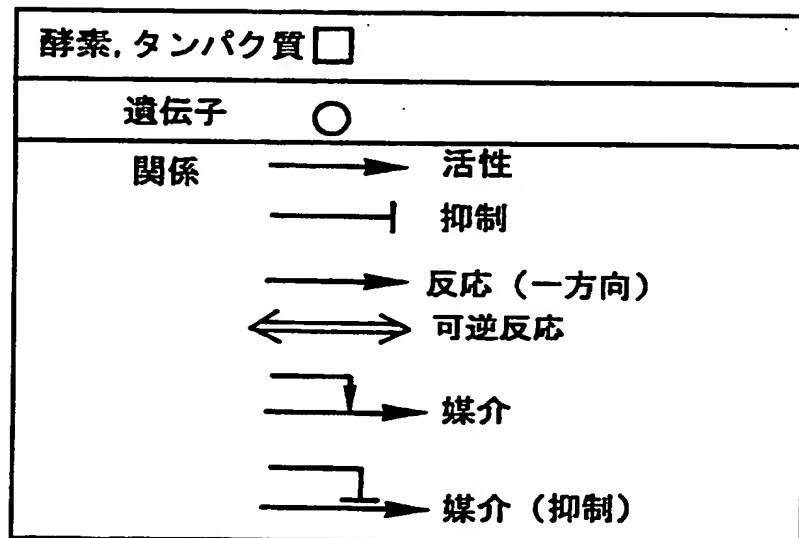 酵素,タンパク質
遺伝子
関係
活性
抑制
反応（一方向）
可逆反応
媒介
媒介（抑制）